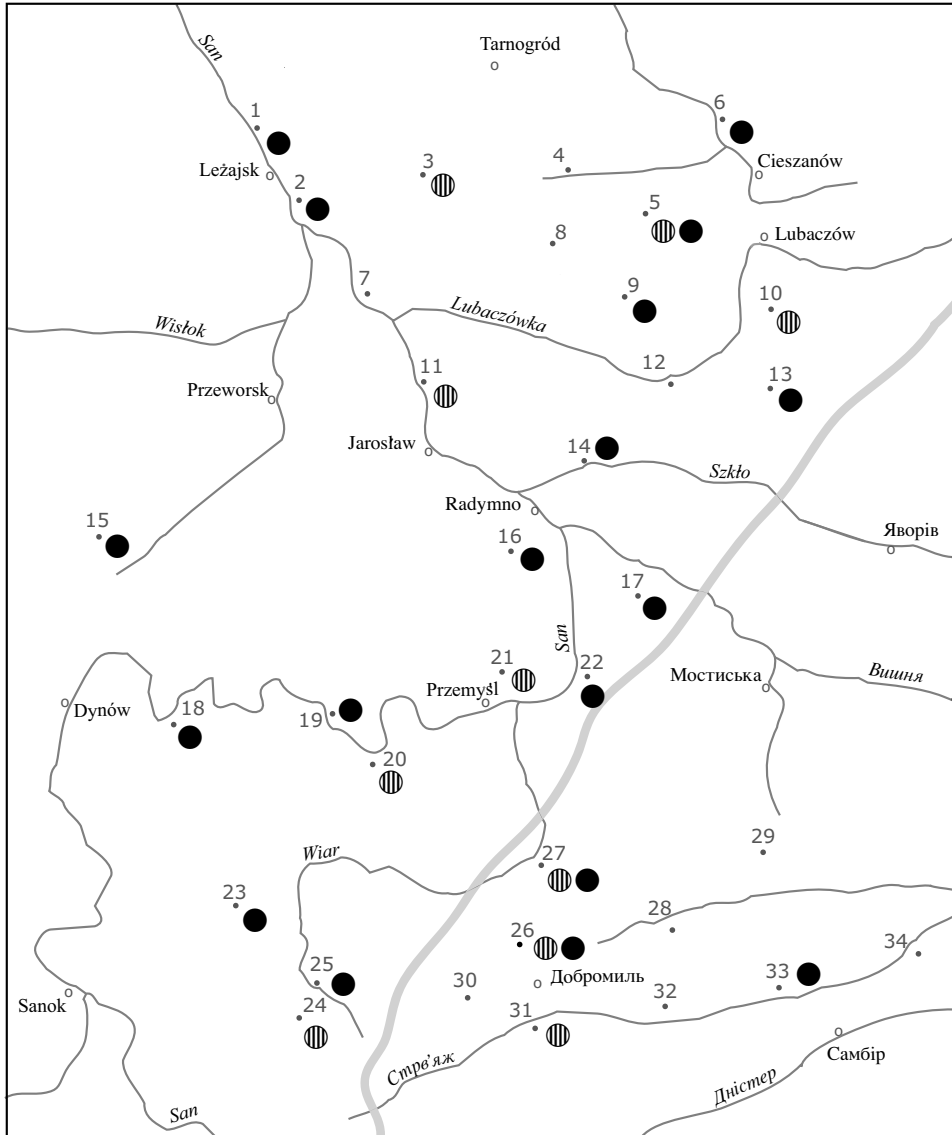 San
Tarnogród
1
6
Leżajsk
3
4
Cieszanów
2
5
8
Lubaczów
7
9
10
Wisłok
Lubaczówka
11
12
13
Przeworsk
Jarosław
14
Szkło
Radymno
15
16
Яворів
17
San
21
22
Przemyśl
Мостиська
Вишня
Dynów
18
19
20
Wiar
27
29
23
28
26
34
25
30
Добромиль
33
Sanok
24
31
32
Стрв’яж
Самбір
Дністер
San